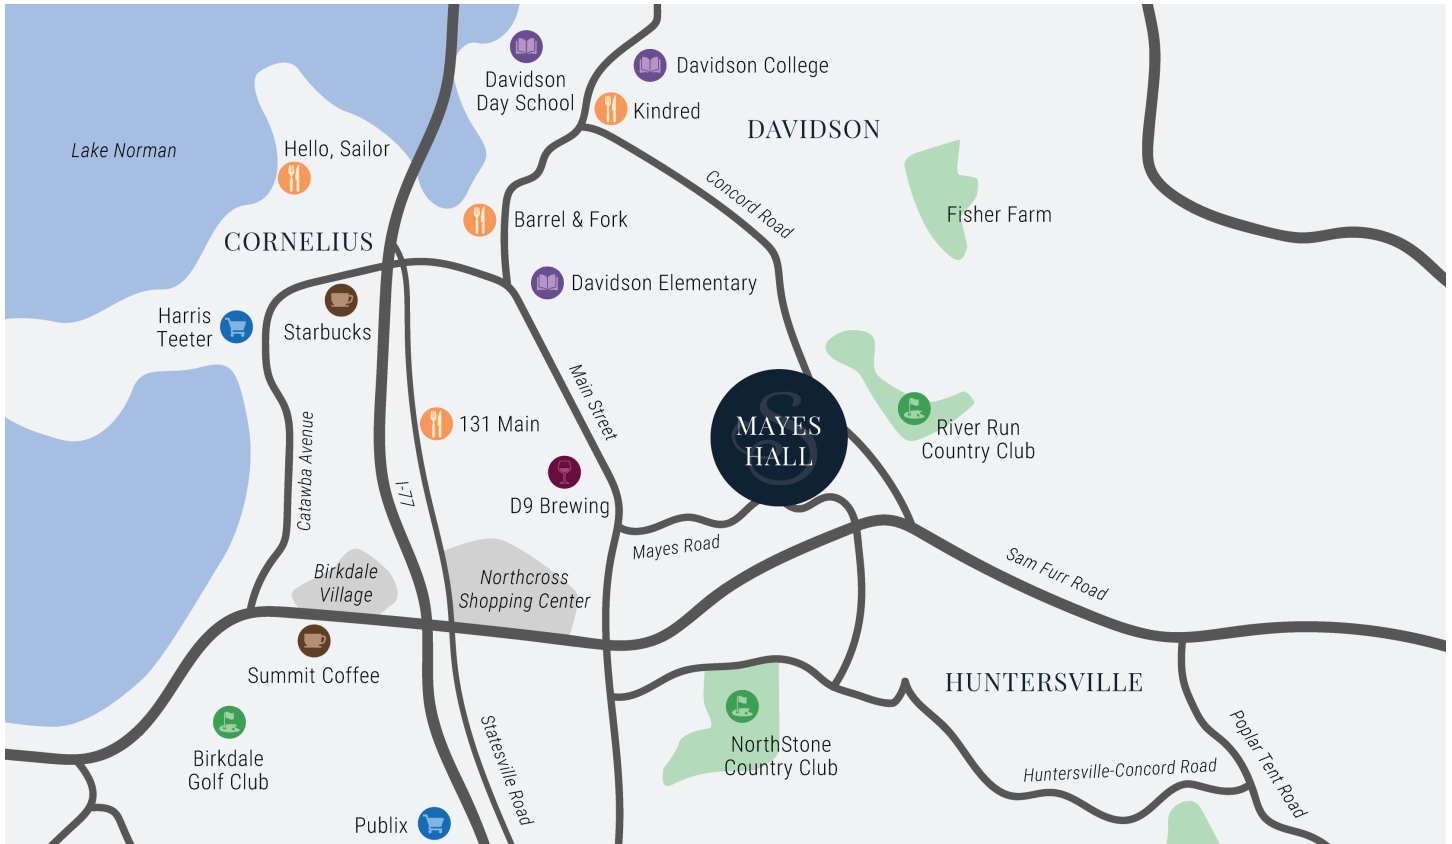 Davidson
Day School
Davidson College
Kindred
DAVIDSON
Lake Norman
Hello, Sailor
Concord Road
Fisher Farm
Barrel & Fork
CORNELIUS
Davidson Elementary
Harris
Teeter
Starbucks
Main Street
131 Main
Catawba Avenue
I-77
MAYES
HALL
S
River Run
Country Club
D9 Brewing
Mayes Road
Birkdale
Village
Northcross
Shopping Center
Sam Furr Road
Summit Coffee
HUNTERSVILLE
Birkdale
Golf Club
Statesville Road
NorthStone
Country Club
Huntersville-Concord Road
Poplar Tent Road
Publix